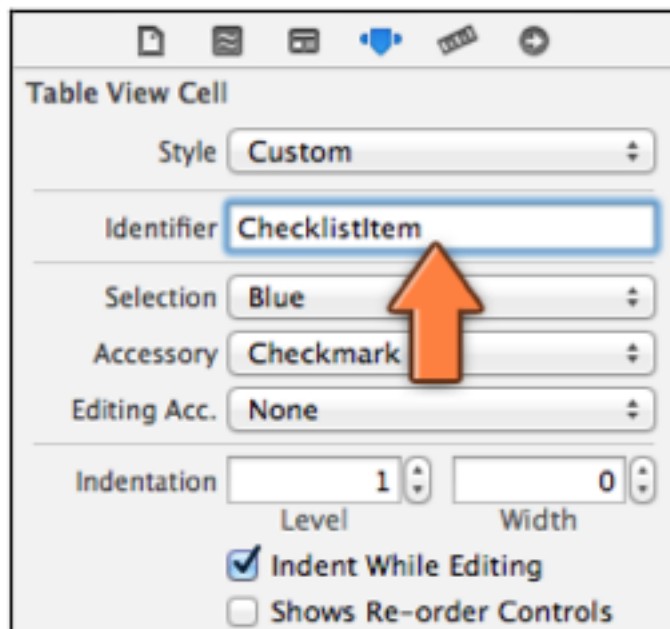 Table View Cell
Style Custom
Identifier ChecklistItem
Selection Blue
Accessory Checkmark
Editing Acc. None
Indentation 1 0
Level Width
Indent While Editing
Shows Re-order Controls